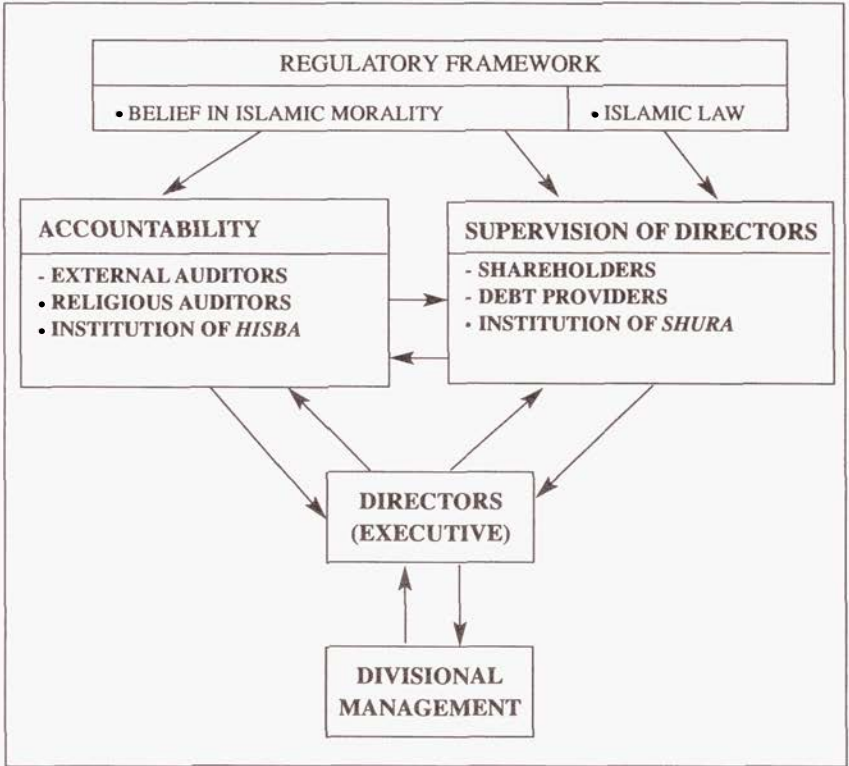 REGULATORY FRAMEWORK
• BELIEF IN ISLAMIC MORALITY
• ISLAMIC LAW
ACCOUNTABILITY
- EXTERNAL AUDITORS
• RELIGIOUS AUDITORS
• INSTITUTION OF HISBA
SUPERVISION OF DIRECTORS
- SHAREHOLDERS
- DEBT PROVIDERS
• INSTITUTION OF SHURA
DIRECTORS
(EXECUTIVE)
DIVISIONAL
MANAGEMENT